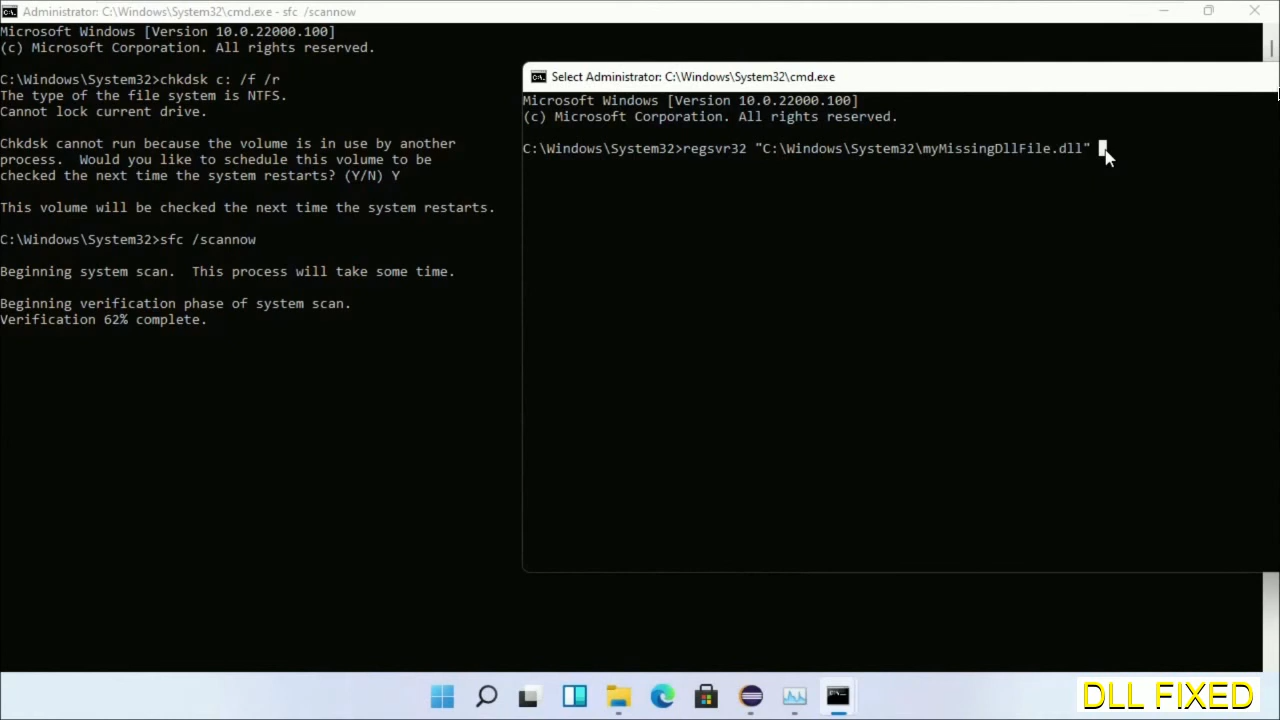 Administrator: C:\Windows\System32\cmd.exe - sfc /scannow
Microsoft Windows [Version 10.0.22000.100]
(c) Microsoft Corporation. All rights reserved.
C:\Windows\System32>chkdsk c: /f /r
The type of the file system is NTFS.
Cannot lock current drive.
Chkdsk cannot run because the volume is in use by another
process.  Would you like to schedule this volume to be
checked the next time the system restarts? (Y/N) Y
This volume will be checked the next time the system restarts.
C:\Windows\System32>sfc /scannow
Beginning system scan.  This process will take some time.
Beginning verification phase of system scan.
Verification 62% complete.
Select Administrator: C:\Windows\System32\cmd.exe
Microsoft Windows [Version 10.0.22000.100]
(c) Microsoft Corporation. All rights reserved.
C:\Windows\System32>regsvr32 "C:\Windows\System32\myMissingDllFile.dll"
DLL FIXED